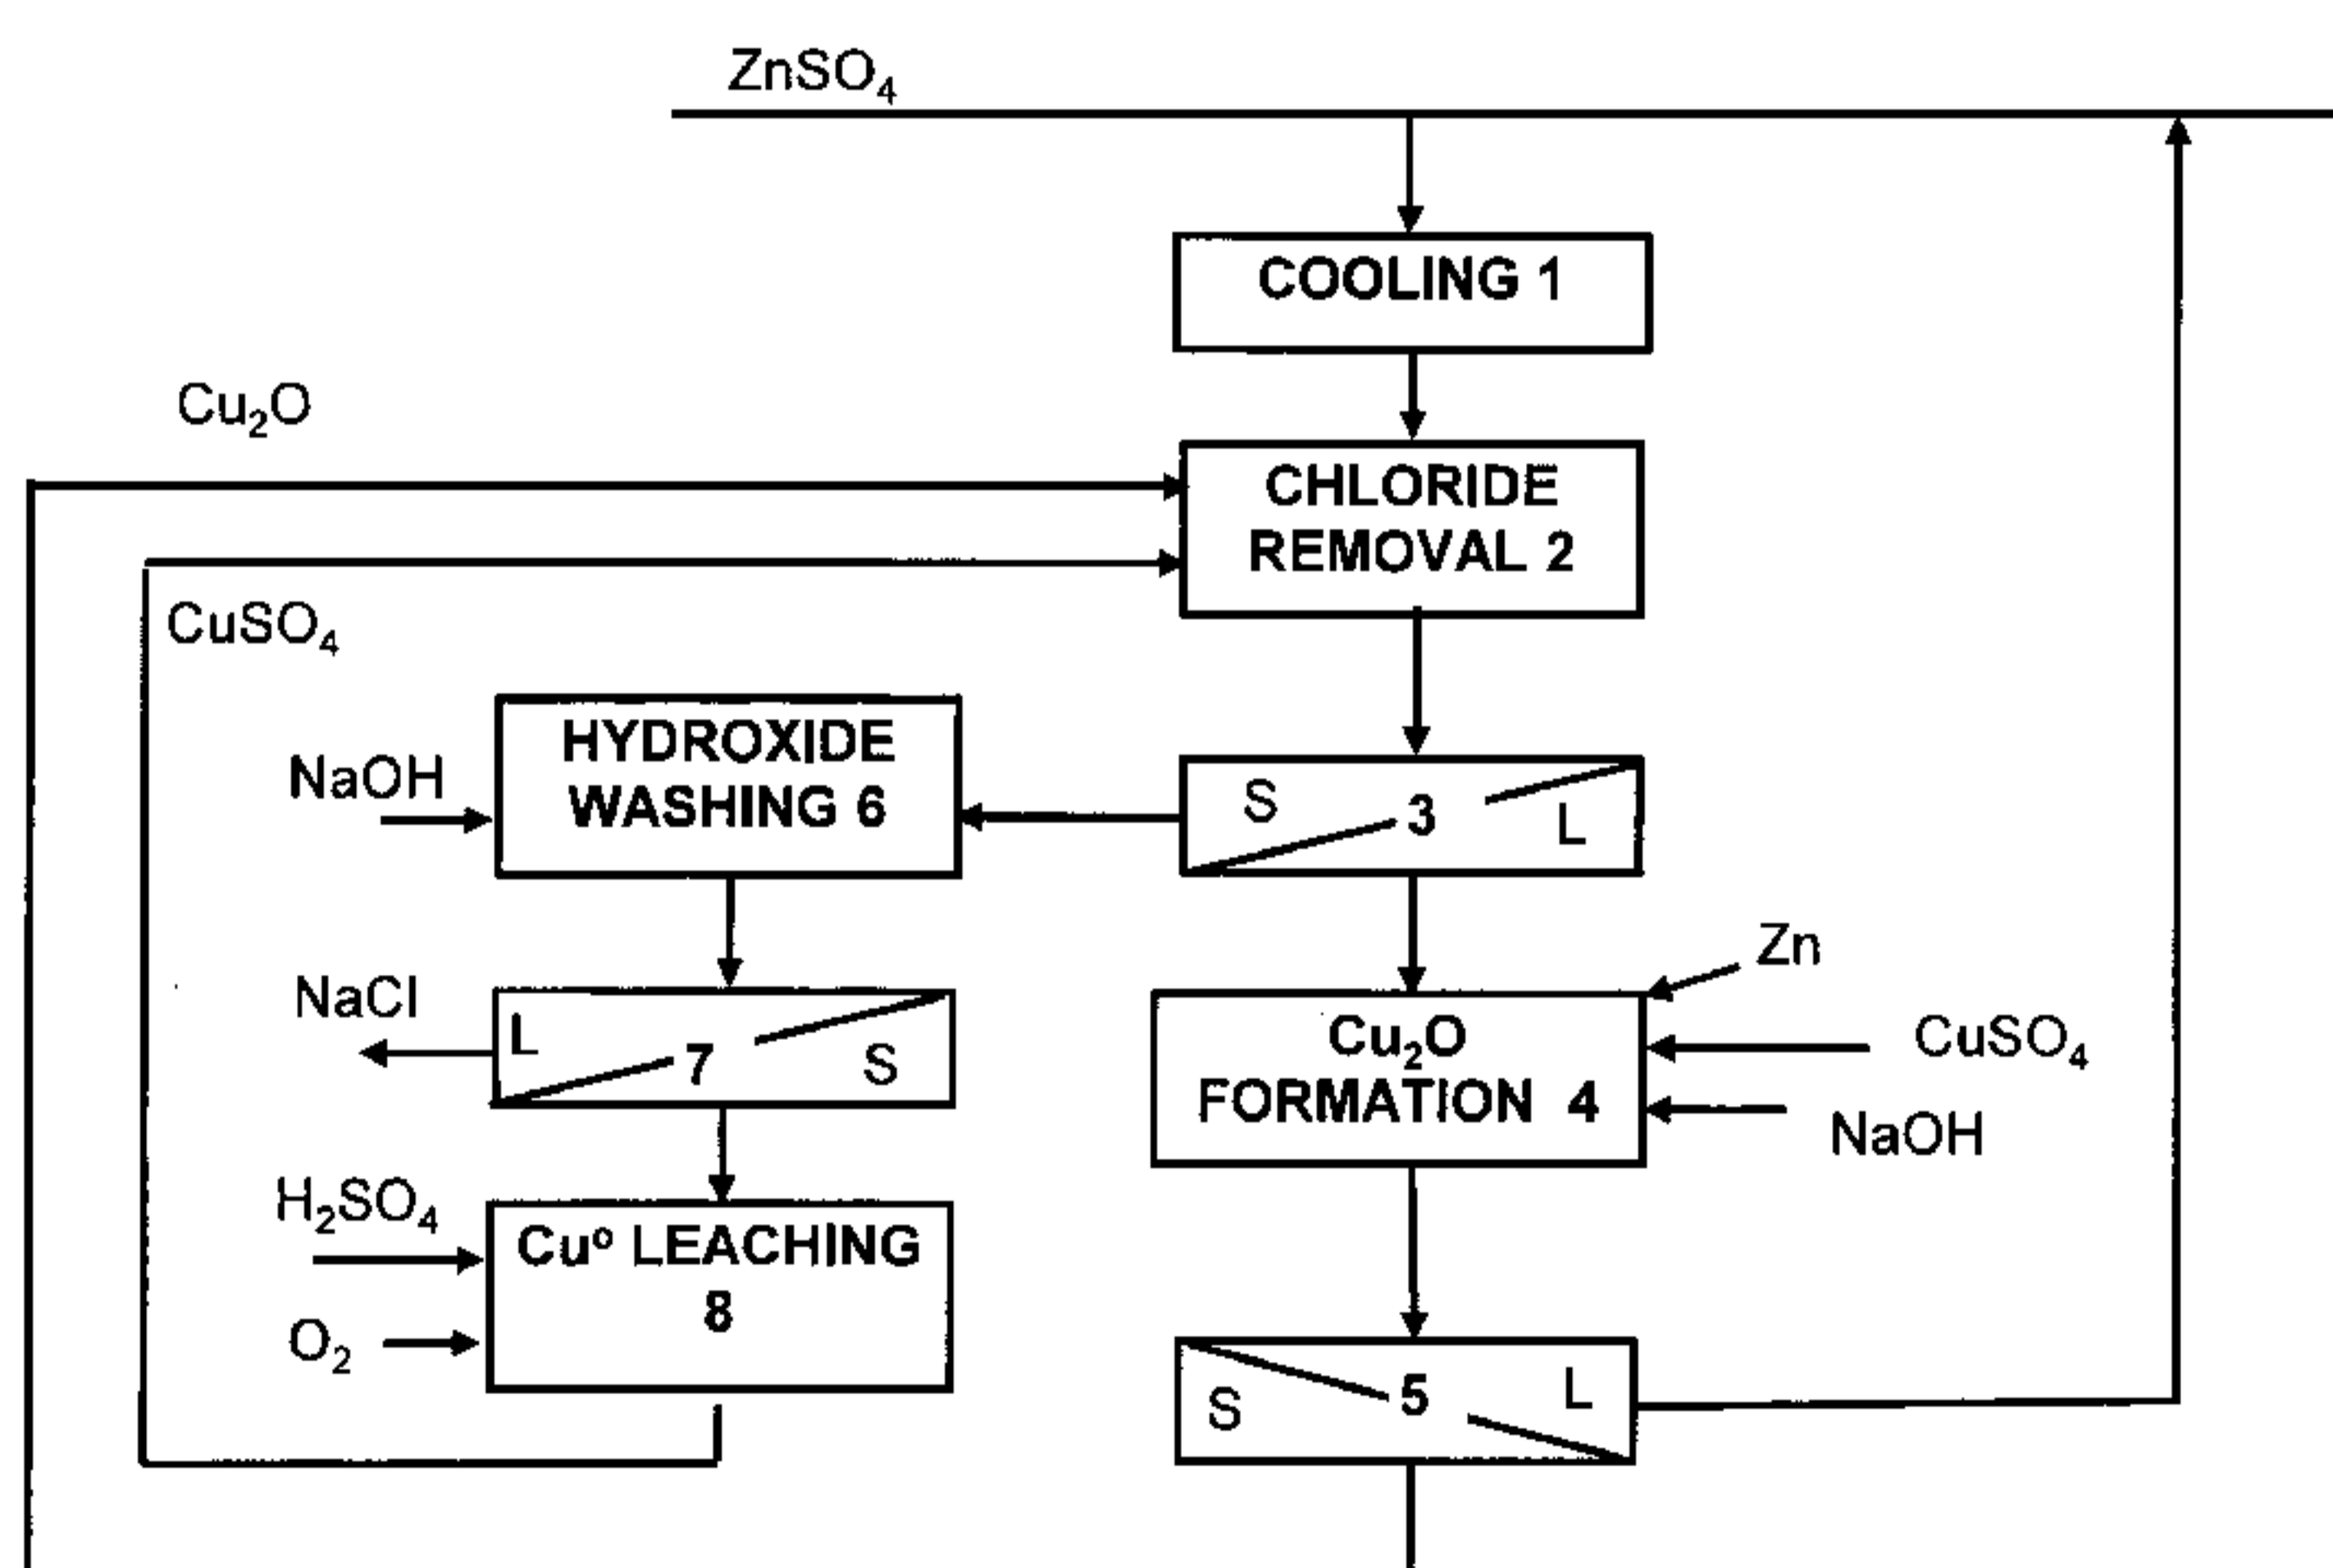 ZnSO₄
COOLING 1
Cu₂O
CHLORIDE
REMOVAL 2
CuSO₄
HYDROXIDE
WASHING 6
NaOH
S 3 L
Zn
NaCl
L 7 S
Cu₂O
FORMATION 4
CuSO₄
NaOH
H₂SO₄
Cuº LEACHING
8
O₂
S 5 L